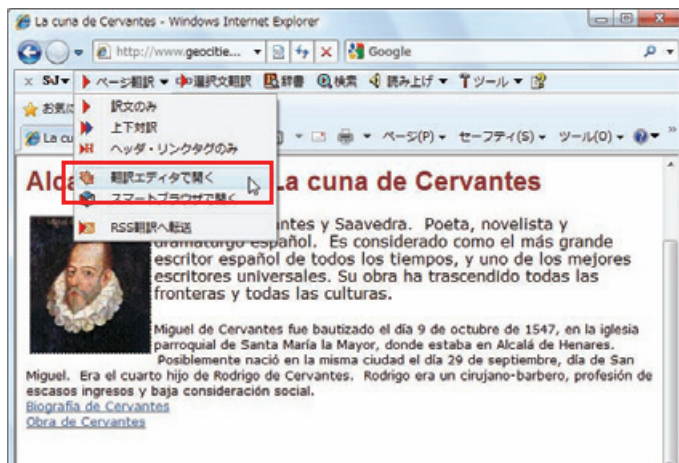 La cuna de Cervantes - Windows Internet Explorer
http://www.geocitie...
Google
SJ ページ翻訳 選択文翻訳 辞書 検索 読み上げ ツール
訳文のみ
上下対訳
ヘッダ・リンクタグのみ
翻訳エディタで開く
スマートブラウザで開く
RSS翻訳へ転送
お気に
La cu
ページ(P) セーフティ(S) ツール(O)
Alca La cuna de Cervantes
ntes y Saavedra. Poeta, novelista y
dramaturgo español. Es considerado como el más grande
escritor español de todos los tiempos, y uno de los mejores
escritores universales. Su obra ha trascendido todas las
fronteras y todas las culturas.
Miguel de Cervantes fue bautizado el día 9 de octubre de 1547, en la iglesia
parroquial de Santa María la Mayor, donde estaba en Alcalá de Henares.
Posiblemente nació en la misma ciudad el día 29 de septiembre, día de San
Miguel. Era el cuarto hijo de Rodrigo de Cervantes. Rodrigo era un cirujano-barbero, profesión de
escasos ingresos y baja consideración social.
Biografía de Cervantes
Obra de Cervantes